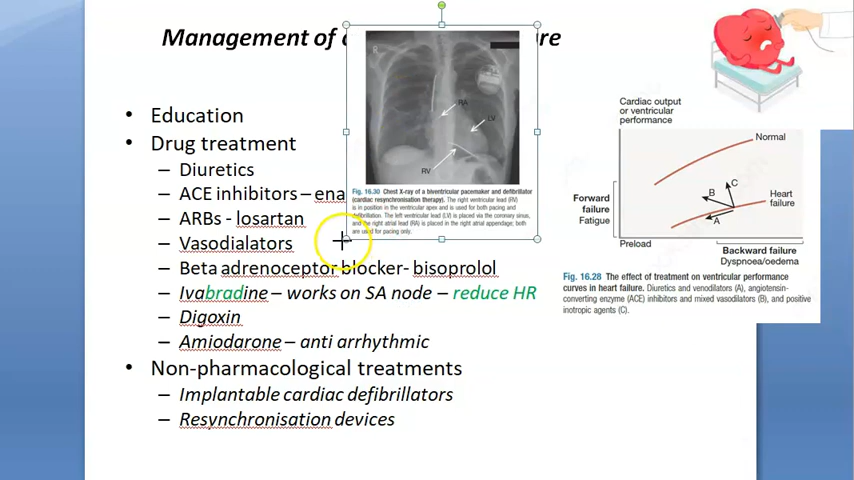 Management of
re
• Education
• Drug treatment
– Diuretics
– ACE inhibitors – ena
– ARBs - losartan
– Vasodialators
– Beta adrenoceptor blocker- bisoprolol
– Ivabradine – works on SA node – reduce HR
– Digoxin
– Amiodarone – anti arrhythmic
• Non-pharmacological treatments
– Implantable cardiac defibrillators
– Resynchronisation devices
R
RA
LV
RV
Fig. 16.30 Chest X-ray of a biventricular pacemaker and defibrillator
(cardiac resynchronisation therapy). The right ventricular lead (RV)
is in position in the ventricular apex and is used for both pacing and
defibrillation. The left ventricular lead (LV) is placed via the coronary sinus,
and the right atrial lead (RA) is placed in the right atrial appendage; both
are used for pacing only.
Cardiac output
or ventricular
performance
Normal
C
B
A
Heart
failure
Forward
failure
Fatigue
Preload
Backward failure
Dyspnoea/oedema
Fig. 16.28 The effect of treatment on ventricular performance
curves in heart failure. Diuretics and venodilators (A), angiotensin-
converting enzyme (ACE) inhibitors and mixed vasodilators (B), and positive
inotropic agents (C).